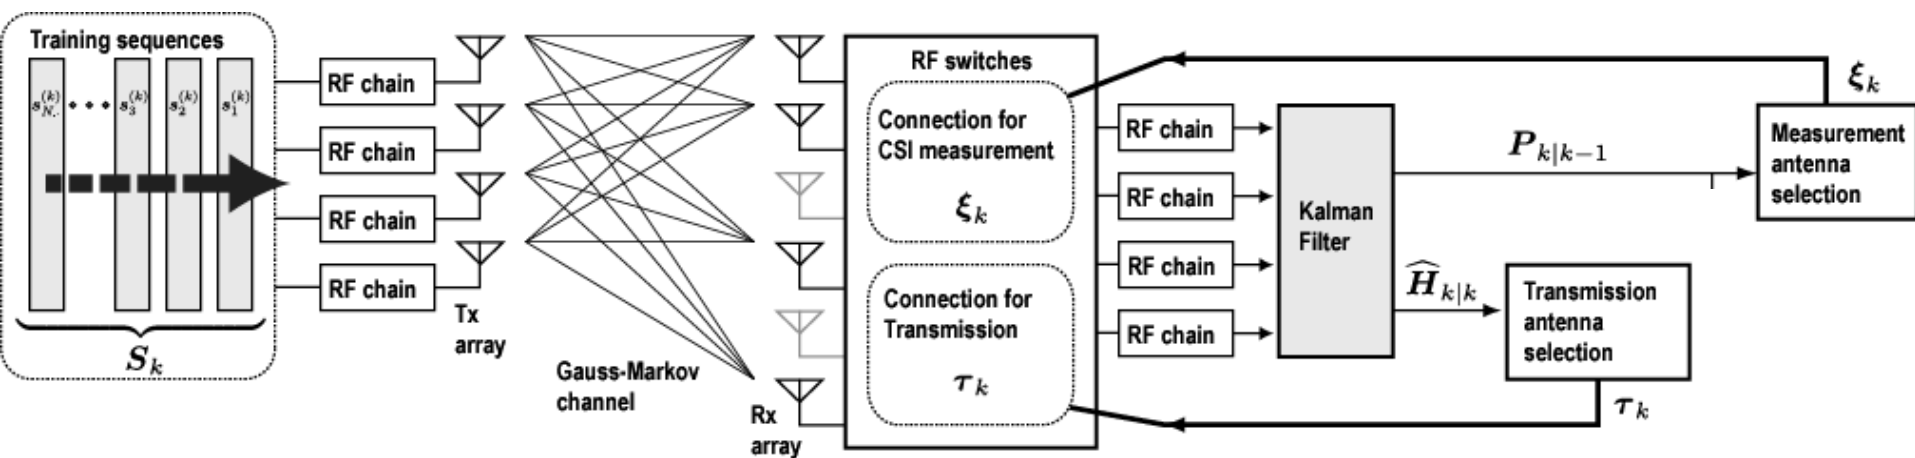 Training sequences
s_{N..}^{(k)} • • • s_3^{(k)} s_2^{(k)} s_1^{(k)}
S_k
RF chain
RF chain
RF chain
RF chain
Tx
array
Gauss-Markov
channel
Rx
array
RF switches
Connection for
CSI measurement
ξ_k
Connection for
Transmission
τ_k
RF chain
RF chain
RF chain
RF chain
Kalman
Filter
P_{k|k−1}
\widehat{H}_{k|k}
Measurement
antenna
selection
ξ_k
Transmission
antenna
selection
τ_k